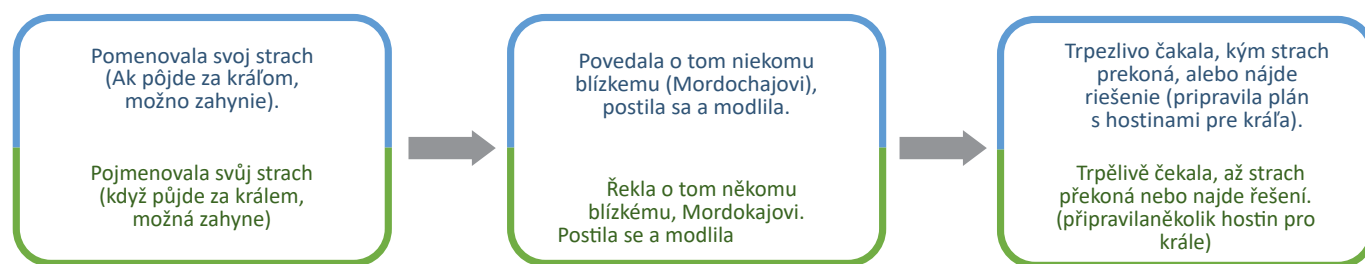 Pomenovala svoj strach
(Ak pôjde za kráľom,
možno zahynie).
Pojmenovala svůj strach
(když půjde za králem,
možná zahyne)
Povedala o tom niekomu
blízkemu (Mordochajovi),
postila sa a modlila.
Řekla o tom někomu
blízkému, Mordokajovi.
Postila se a modlila
Trpezlivo čakala, kým strach
prekoná, alebo nájde
riešenie (pripravila plán
s hostinami pre kráľa).
Trpělivě čekala, až strach
překoná nebo najde řešení.
(připravilaněkolik hostin pro
krále)